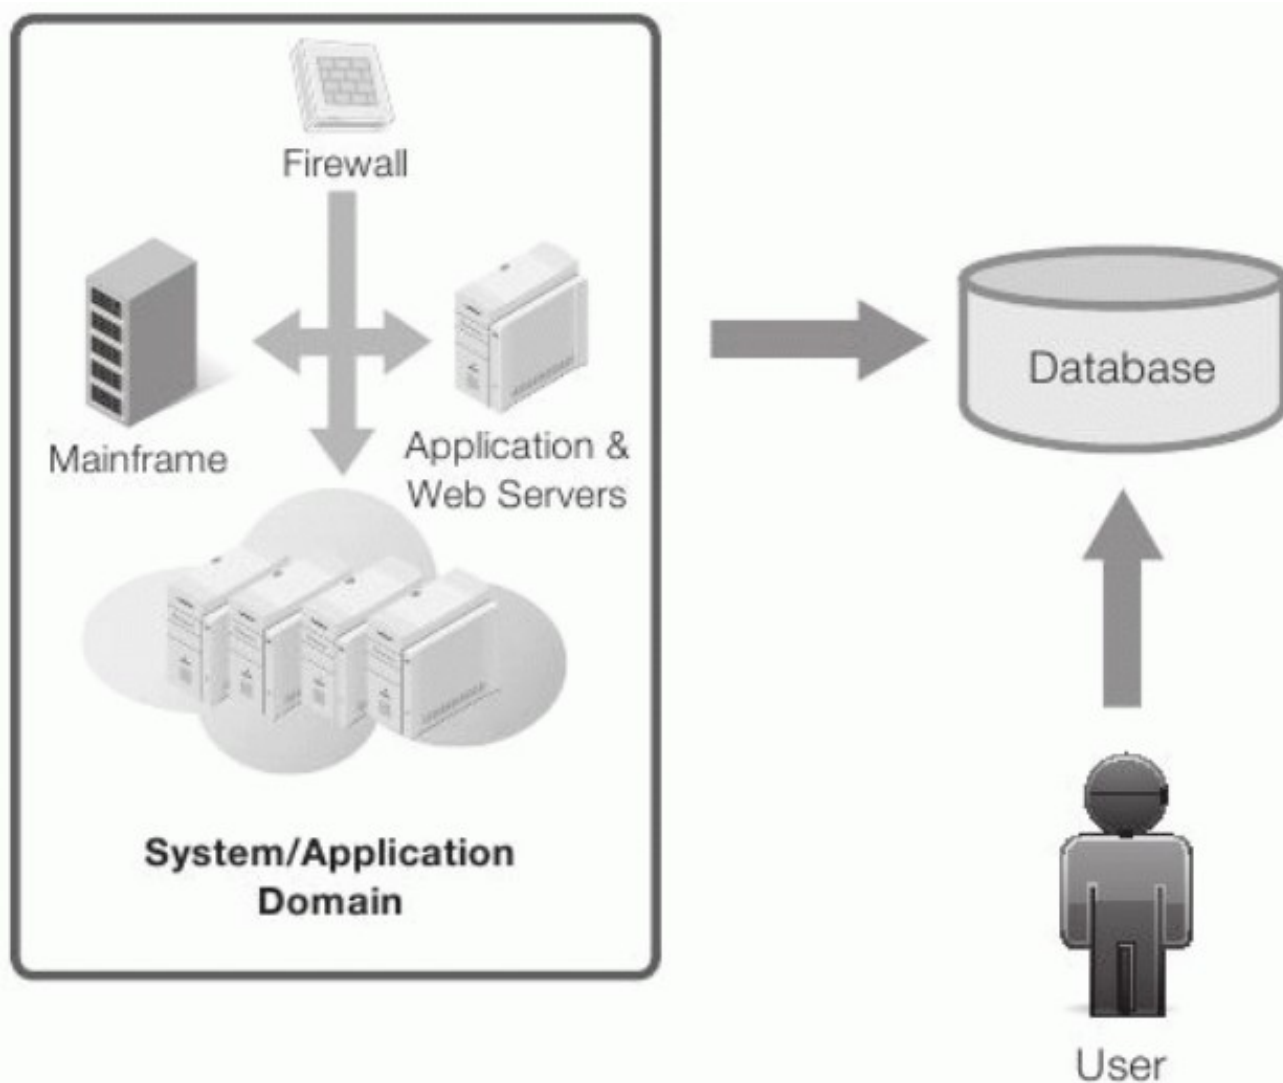 Firewall
Mainframe
Application &
Web Servers
System/Application
Domain
Database
User